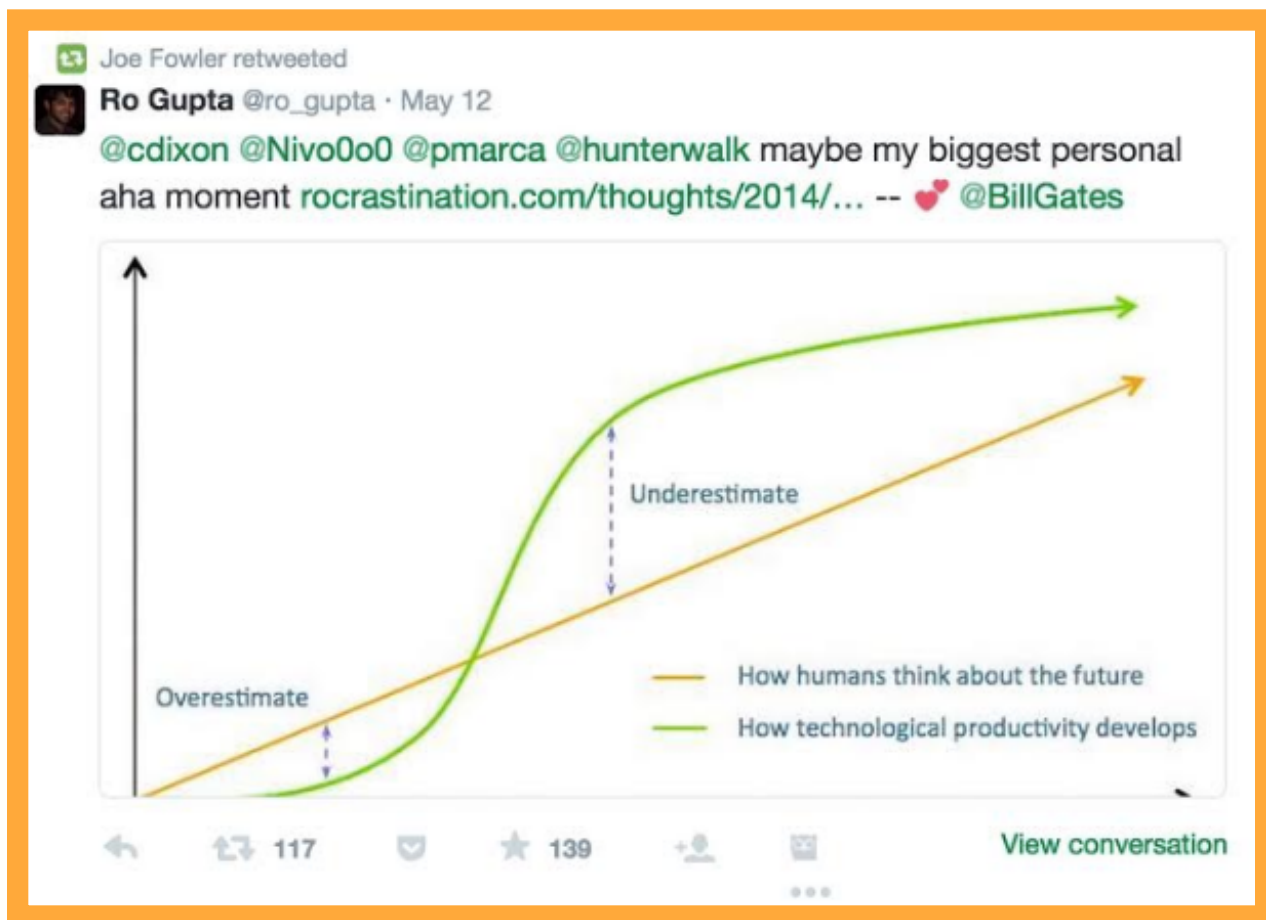 Joe Fowler retweeted
Ro Gupta @ro_gupta · May 12
@cdixon @Nivo0o0 @pmarca @hunterwalk maybe my biggest personal
aha moment rocrastination.com/thoughts/2014/... -- 💕 @BillGates
Underestimate
Overestimate
How humans think about the future
How technological productivity develops
117 139 View conversation